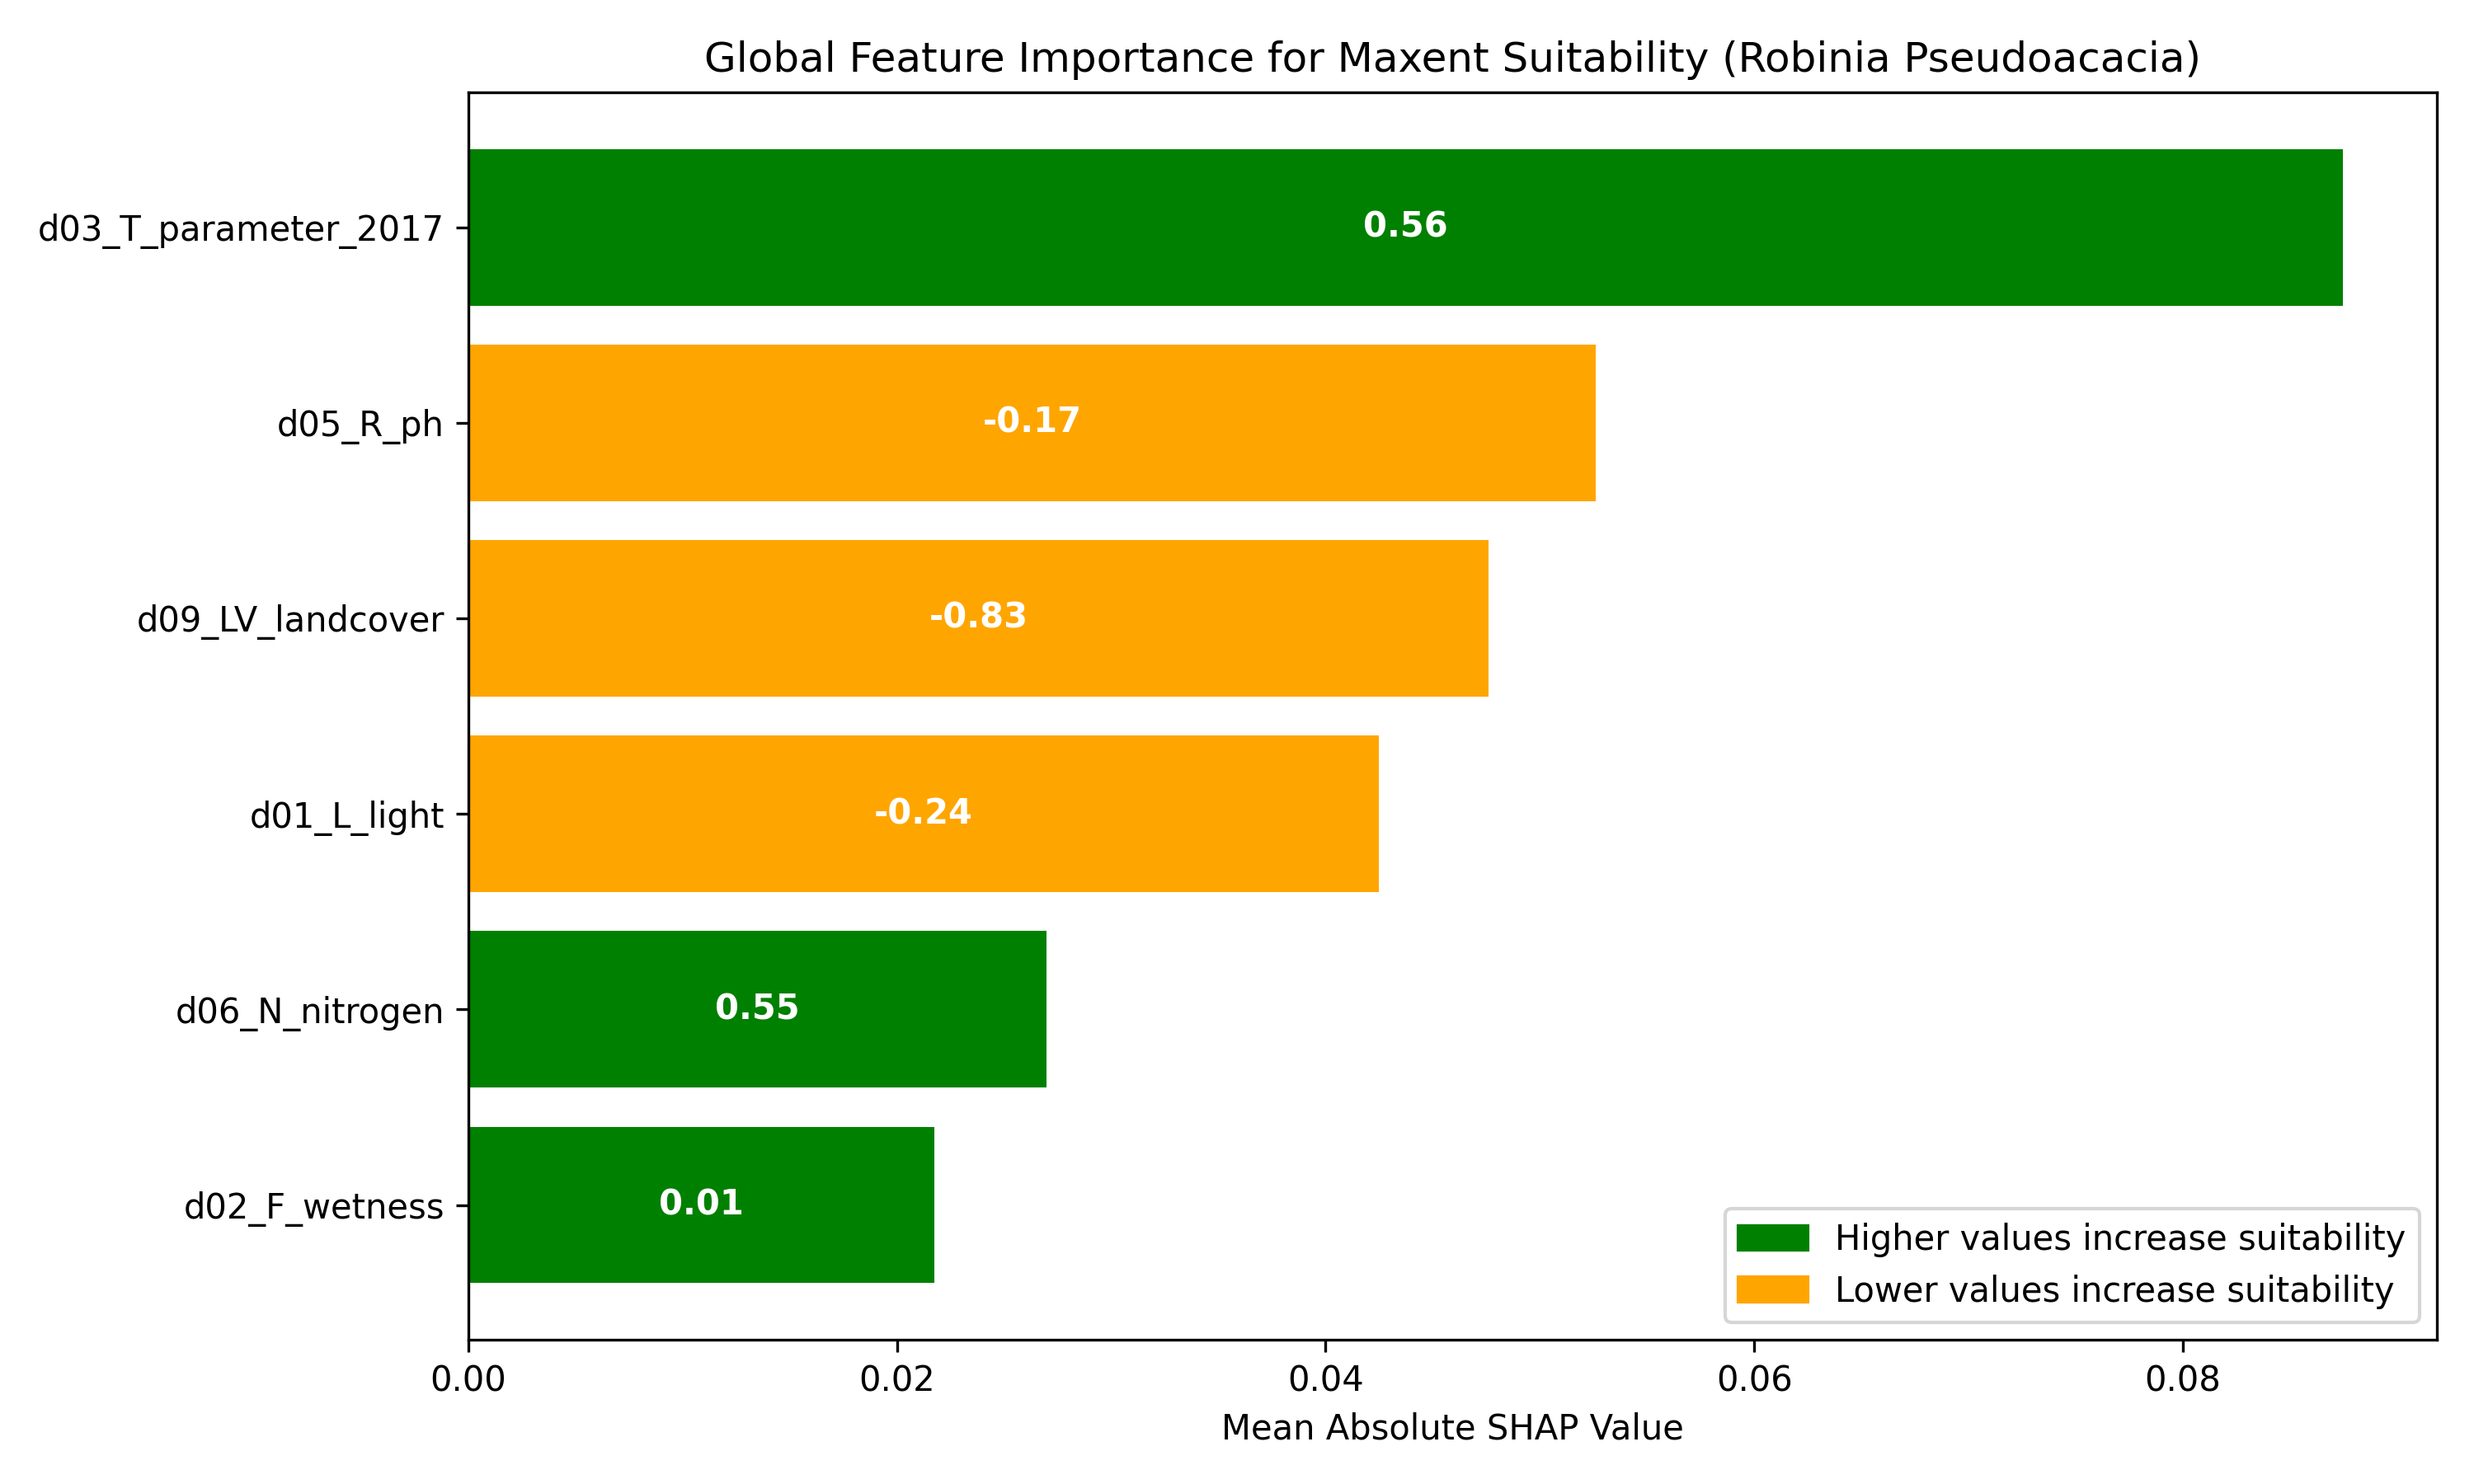 Global Feature Importance for Maxent Suitability (Robinia Pseudoacacia)
d03_T_parameter_2017
0.56
d05_R_ph
-0.17
d09_LV_landcover
-0.83
d01_L_light
-0.24
d06_N_nitrogen
0.55
d02_F_wetness
0.01
Higher values increase suitability
Lower values increase suitability
0.00 0.02 0.04 0.06 0.08
Mean Absolute SHAP Value